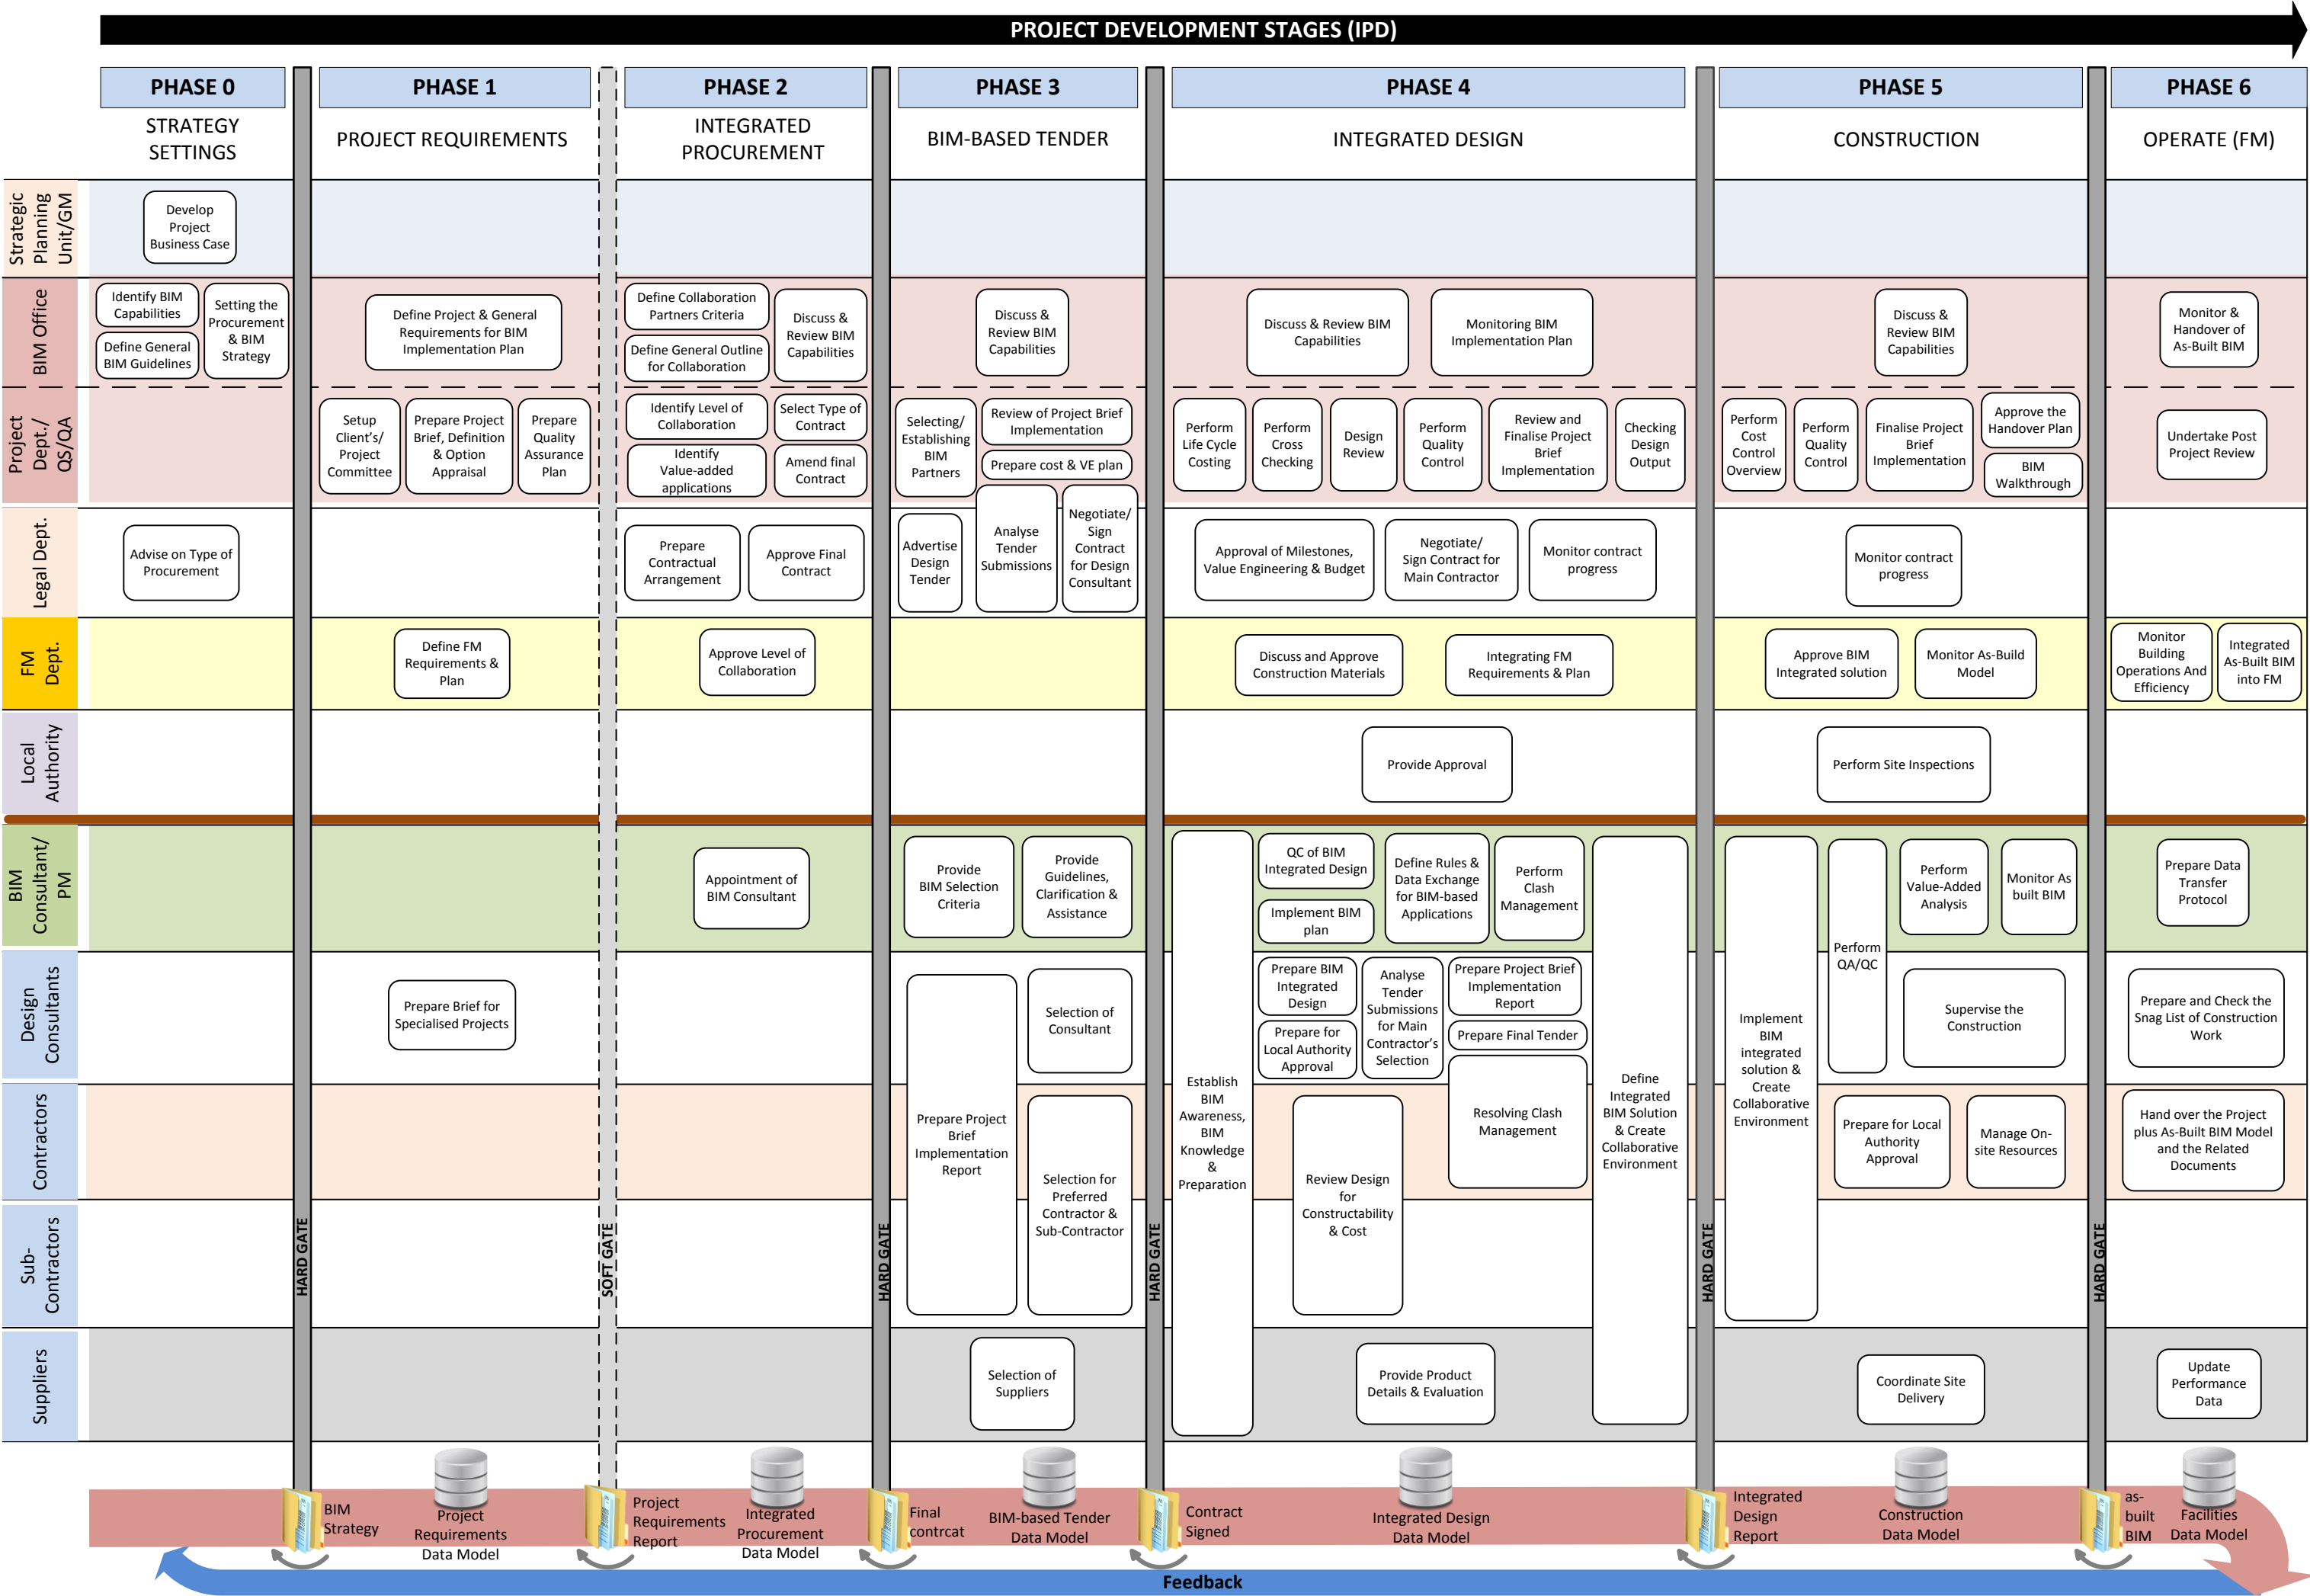 PROJECT DEVELOPMENT STAGES (IPD)
PHASE 0
PHASE 1
PHASE 2
PHASE 3
PHASE 4
PHASE 5
PHASE 6
STRATEGY
SETTINGS
PROJECT REQUIREMENTS
INTEGRATED
PROCUREMENT
BIM-BASED TENDER
INTEGRATED DESIGN
CONSTRUCTION
OPERATE (FM)
Strategic
Planning
Unit/GM
Develop
Project
Business Case
BIM Office
Identify BIM
Capabilities
Define General
BIM Guidelines
Setting the
Procurement
& BIM
Strategy
Define Project & General
Requirements for BIM
Implementation Plan
Define Collaboration
Partners Criteria
Define General Outline
for Collaboration
Discuss &
Review BIM
Capabilities
Discuss &
Review BIM
Capabilities
Discuss & Review BIM
Capabilities
Monitoring BIM
Implementation Plan
Discuss &
Review BIM
Capabilities
Monitor &
Handover of
As-Built BIM
Project
Dept./
QS/QA
Setup
Client's/
Project
Committee
Prepare Project
Brief, Definition
& Option
Appraisal
Prepare
Quality
Assurance
Plan
Identify Level of
Collaboration
Select Type of
Contract
Identify
Value-added
applications
Amend final
Contract
Selecting/
Establishing
BIM
Partners
Review of Project Brief
Implementation
Prepare cost & VE plan
Perform
Life Cycle
Costing
Perform
Cross
Checking
Design
Review
Perform
Quality
Control
Review and
Finalise Project
Brief
Implementation
Checking
Design
Output
Perform
Cost
Control
Overview
Perform
Quality
Control
Finalise Project
Brief
Implementation
Approve the
Handover Plan
BIM
Walkthrough
Undertake Post
Project Review
Legal Dept.
Advise on Type of
Procurement
Prepare
Contractual
Arrangement
Approve Final
Contract
Advertise
Design
Tender
Analyse
Tender
Submissions
Negotiate/
Sign
Contract
for Design
Consultant
Approval of Milestones,
Value Engineering & Budget
Negotiate/
Sign Contract for
Main Contractor
Monitor contract
progress
Monitor contract
progress
FM
Dept.
Define FM
Requirements &
Plan
Approve Level of
Collaboration
Discuss and Approve
Construction Materials
Integrating FM
Requirements & Plan
Approve BIM
Integrated solution
Monitor As-Build
Model
Monitor
Building
Operations And
Efficiency
Integrated
As-Built BIM
into FM
Local
Authority
Provide Approval
Perform Site Inspections
BIM
Consultant/
PM
Appointment of
BIM Consultant
Provide
BIM Selection
Criteria
Provide
Guidelines,
Clarification &
Assistance
QC of BIM
Integrated Design
Implement BIM
plan
Define Rules &
Data Exchange
for BIM-based
Applications
Perform
Clash
Management
Perform
Value-Added
Analysis
Monitor As
built BIM
Prepare Data
Transfer
Protocol
Perform
QA/QC
Design
Consultants
Prepare Brief for
Specialised Projects
Selection of
Consultant
Prepare BIM
Integrated
Design
Prepare for
Local Authority
Approval
Analyse
Tender
Submissions
for Main
Contractor's
Selection
Prepare Project Brief
Implementation
Report
Prepare Final Tender
Implement
BIM
integrated
solution &
Create
Collaborative
Environment
Supervise the
Construction
Prepare and Check the
Snag List of Construction
Work
Contractors
Prepare Project
Brief
Implementation
Report
Selection for
Preferred
Contractor &
Sub-Contractor
Establish
BIM
Awareness,
BIM
Knowledge
&
Preparation
Review Design
for
Constructability
& Cost
Resolving Clash
Management
Define
Integrated
BIM Solution
& Create
Collaborative
Environment
Prepare for Local
Authority
Approval
Manage On-
site Resources
Hand over the Project
plus As-Built BIM Model
and the Related
Documents
Sub-
Contractors
HARD GATE
SOFT GATE
HARD GATE
HARD GATE
HARD GATE
HARD GATE
Suppliers
Selection of
Suppliers
Provide Product
Details & Evaluation
Coordinate Site
Delivery
Update
Performance
Data
BIM
Strategy
Project
Requirements
Data Model
Project
Requirements
Report
Integrated
Procurement
Data Model
Final
contrcat
BIM-based Tender
Data Model
Contract
Signed
Integrated Design
Data Model
Integrated
Design
Report
Construction
Data Model
as-
built
BIM
Facilities
Data Model
Feedback